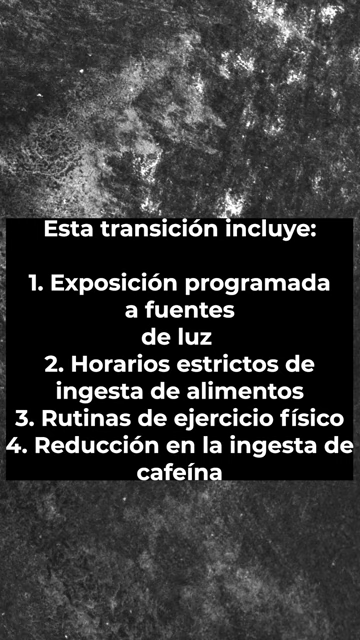 Esta transición incluye:
1. Exposición programada
a fuentes
de luz
2. Horarios estrictos de
ingesta de alimentos
3. Rutinas de ejercicio físico
4. Reducción en la ingesta de
cafeína